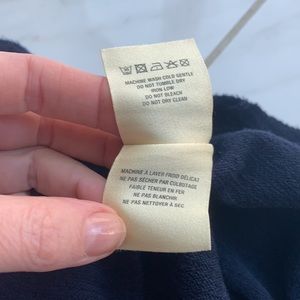 MACHINE WASH COLD GENTLE
DO NOT TUMBLE DRY
IRON LOW
DO NOT BLEACH
DO NOT DRY CLEAN
MACHINE À LAVER FROID DÉLICAT
NE PAS SÉCHER PAR CULBUTAGE
FAIBLE TENEUR EN FER
NE PAS BLANCHIR
NE PAS NETTOYER À SEC